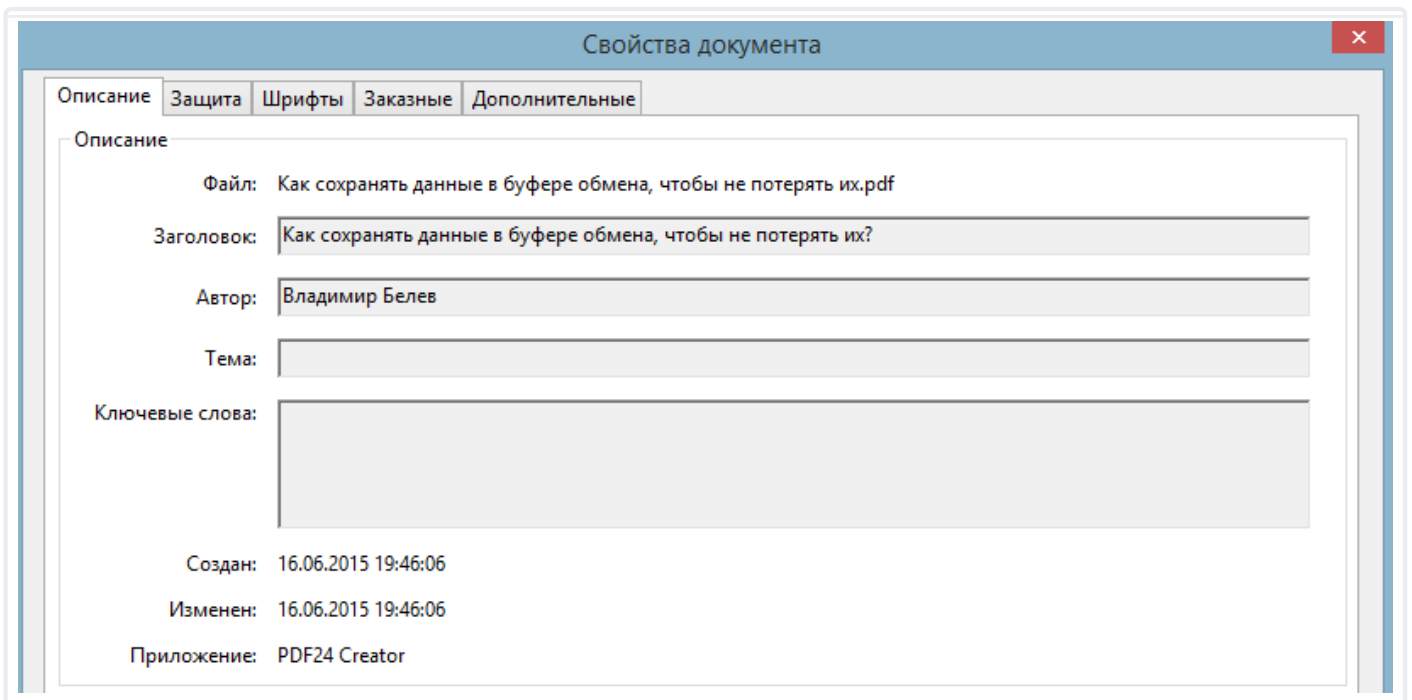 Свойства документа
Описание Защита Шрифты Заказные Дополнительные
Описание
Файл: Как сохранять данные в буфере обмена, чтобы не потерять их.pdf
Заголовок: Как сохранять данные в буфере обмена, чтобы не потерять их?
Автор: Владимир Белев
Тема:
Ключевые слова:
Создан: 16.06.2015 19:46:06
Изменен: 16.06.2015 19:46:06
Приложение: PDF24 Creator